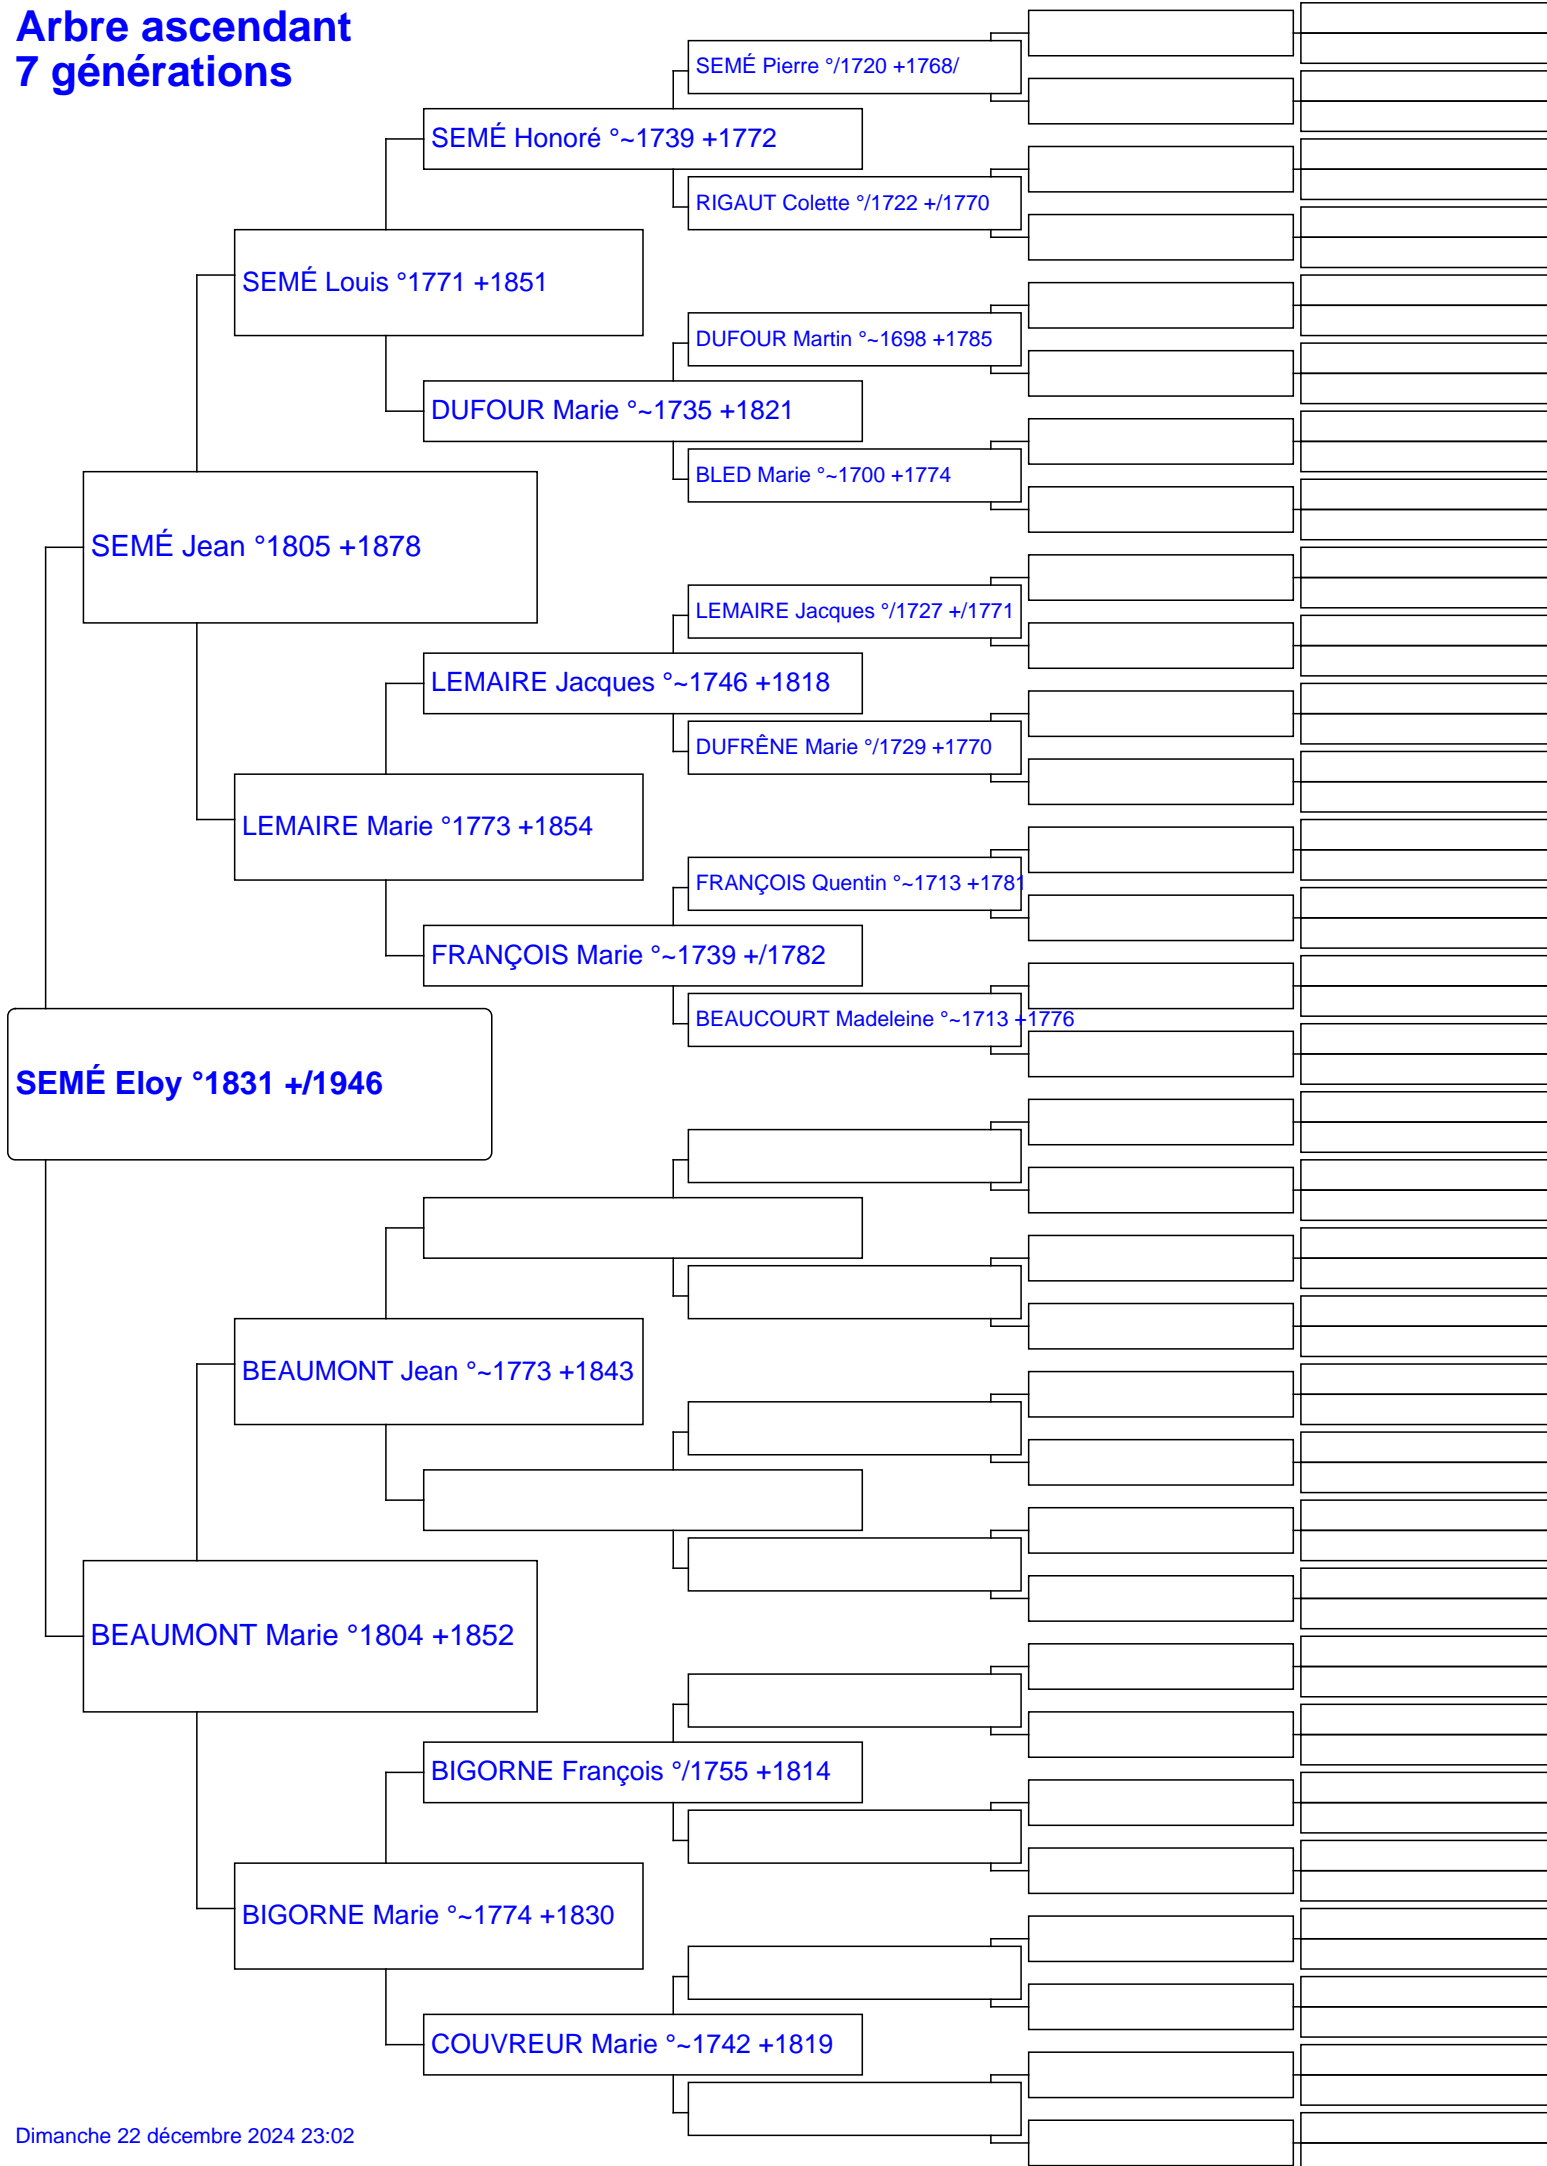 Arbre ascendant
7 générations
SEMÉ Pierre °/1720 +1768/
SEMÉ Honoré °~1739 +1772
RIGAUT Colette °/1722 +/1770
SEMÉ Louis °1771 +1851
DUFOUR Martin °~1698 +1785
DUFOUR Marie °~1735 +1821
BLED Marie °~1700 +1774
SEMÉ Jean °1805 +1878
LEMAIRE Jacques °/1727 +/1771
LEMAIRE Jacques °~1746 +1818
DUFRÊNE Marie °/1729 +1770
LEMAIRE Marie °1773 +1854
FRANÇOIS Quentin °~1713 +1781
FRANÇOIS Marie °~1739 +/1782
BEAUCOURT Madeleine °~1713 +1776
SEMÉ Eloy °1831 +/1946
BEAUMONT Jean °~1773 +1843
BEAUMONT Marie °1804 +1852
BIGORNE François °/1755 +1814
BIGORNE Marie °~1774 +1830
COUVREUR Marie °~1742 +1819
Dimanche 22 décembre 2024 23:02